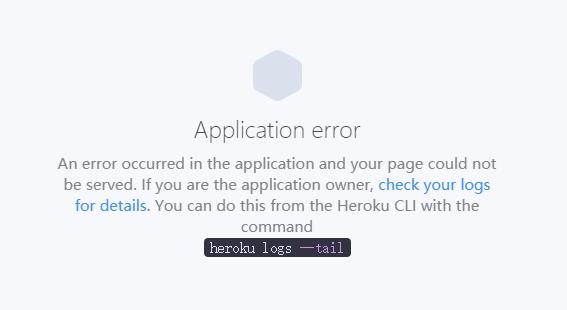 Application error
An error occurred in the application and your page could not
be served. If you are the application owner, check your logs
for details. You can do this from the Heroku CLI with the
command
heroku logs --tail